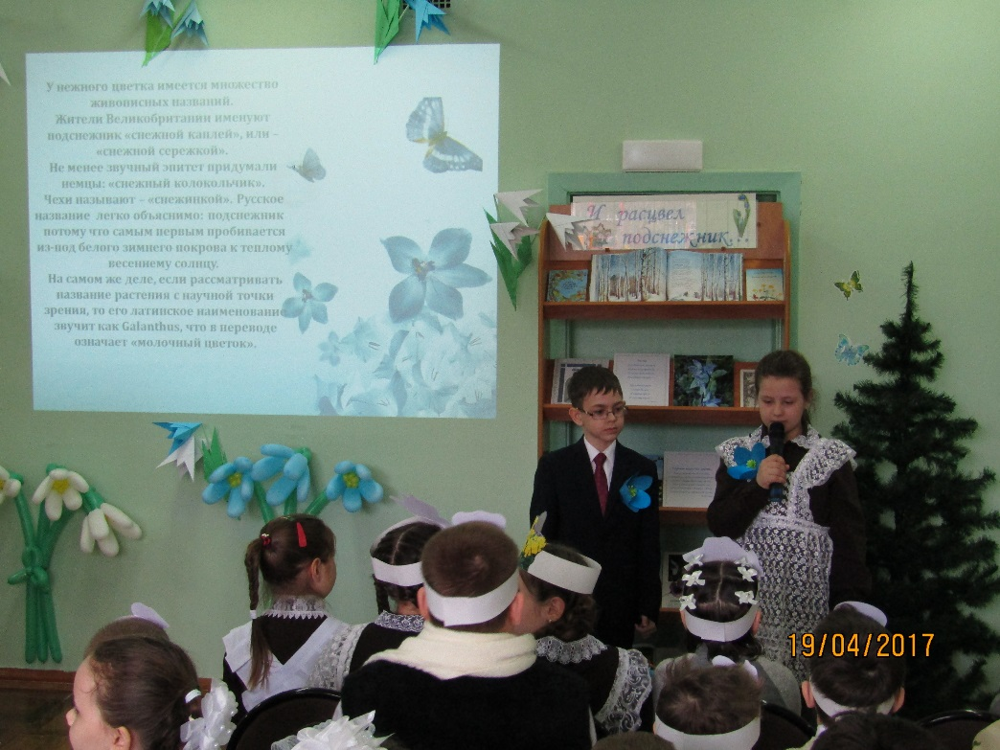 У нежного цветка имеется множество
живописных названий.
Жители Великобритании именуют
подснежник «снежной каплей», или –
«снежной сережкой».
Не менее звучный эпитет придумали
немцы: «снежный колокольчик».
Чехи называют – «снежинкой». Русское
название легко объяснимо: подснежник
потому что самым первым пробивается
из-под белого зимнего покрова к теплому
весеннему солнцу.
На самом же деле, если рассматривать
название растения с научной точки
зрения, то его латинское наименование
звучит как Galanthus, что в переводе
означает «молочный цветок».
И расцвел
подснежник...
19/04/2017